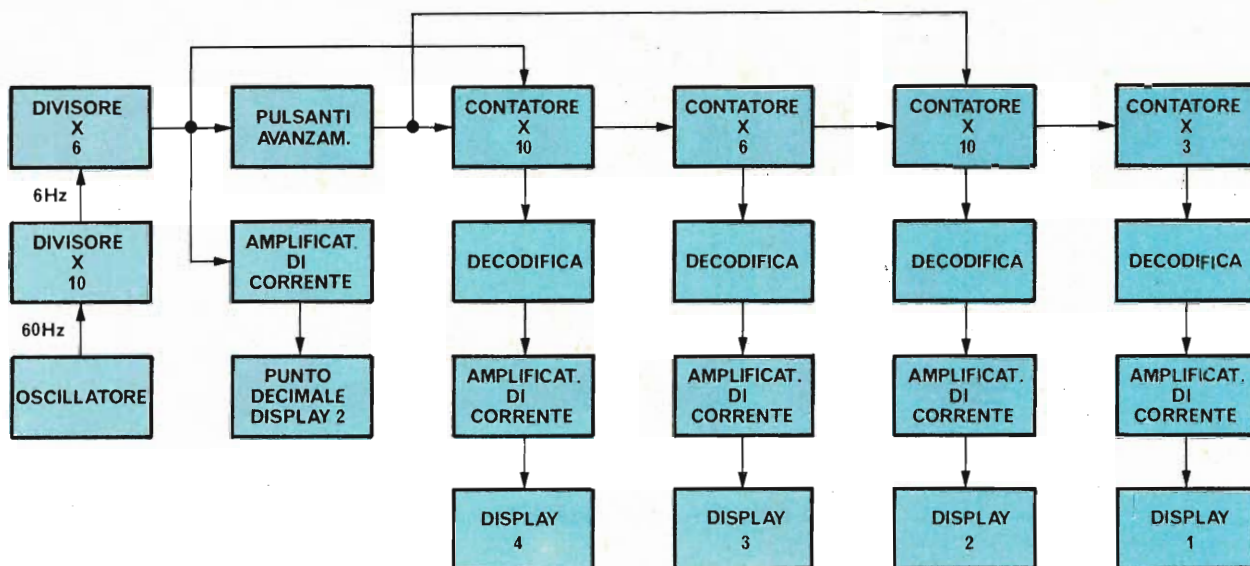 DIVISORE
X
6
PULSANTI
AVANZAM.
CONTATORE
X
10
CONTATORE
X
6
CONTATORE
X
10
CONTATORE
X
3
6Hz
DIVISORE
X
10
AMPLIFICAT.
DI
CORRENTE
DECODIFICA
DECODIFICA
DECODIFICA
DECODIFICA
60Hz
OSCILLATORE
PUNTO
DECIMALE
DISPLAY 2
AMPLIFICAT.
DI
CORRENTE
AMPLIFICAT.
DI
CORRENTE
AMPLIFICAT.
DI
CORRENTE
AMPLIFICAT.
DI
CORRENTE
DISPLAY
4
DISPLAY
3
DISPLAY
2
DISPLAY
1